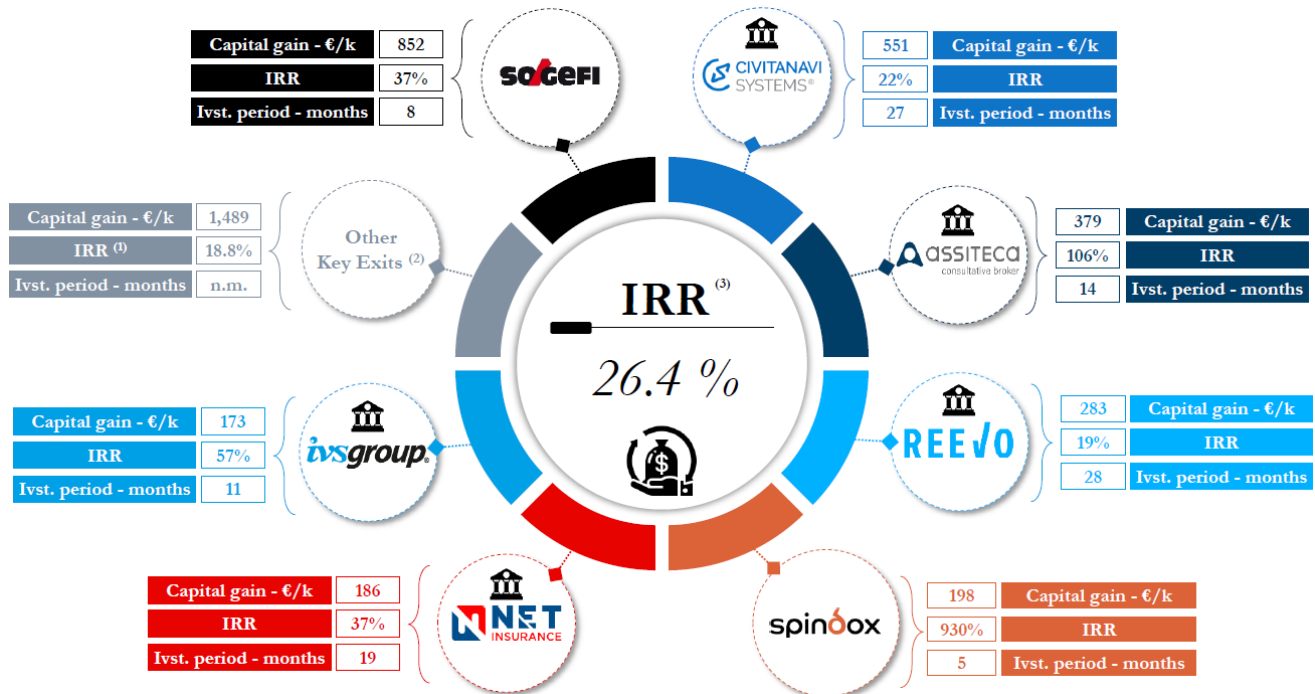 Capital gain - €/k 852
IRR 37%
Ivst. period - months 8
SOGEFI
CIVITANAVI
SYSTEMS®
551 Capital gain - €/k
22% IRR
27 Ivst. period - months
Capital gain - €/k 1,489
IRR (1) 18.8%
Ivst. period - months n.m.
Other
Key Exits (2)
IRR (3)
26.4 %
assiteca
consultative broker
379 Capital gain - €/k
106% IRR
14 Ivst. period - months
Capital gain - €/k 173
IRR 57%
Ivst. period - months 11
ivsgroup®
$
REEVO
283 Capital gain - €/k
19% IRR
28 Ivst. period - months
Capital gain - €/k 186
IRR 37%
Ivst. period - months 19
NET
INSURANCE
spindox
198 Capital gain - €/k
930% IRR
5 Ivst. period - months